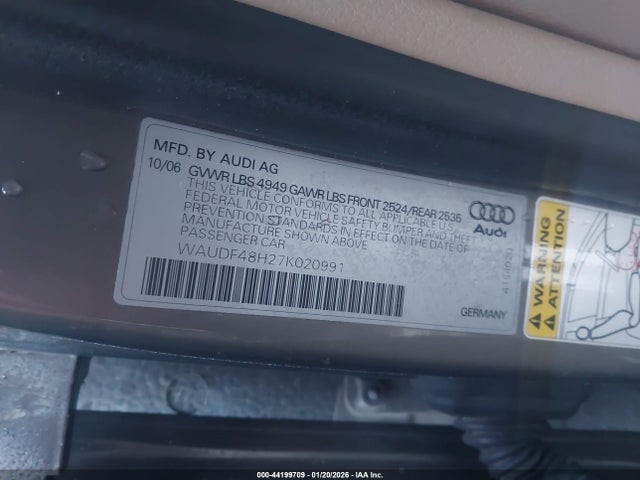 MFD. BY AUDI AG
10/06 GVWR LBS 4949 GAWR LBS FRONT 2524/REAR 2535
THIS VEHICLE CONFORMS TO ALL APPLICABLE U.S.
FEDERAL MOTOR VEHICLE SAFETY BUMPER AND THEFT
PREVENTION STANDARDS IN EFFECT ON THE DATE OF
MANUFACTURE SHOWN ABOVE
PASSENGER CAR
WAUDF48H27K020991
Audi
GERMANY
WARNING
ATTENTION
000-44199709 - 01/20/2026 - IAA Inc.